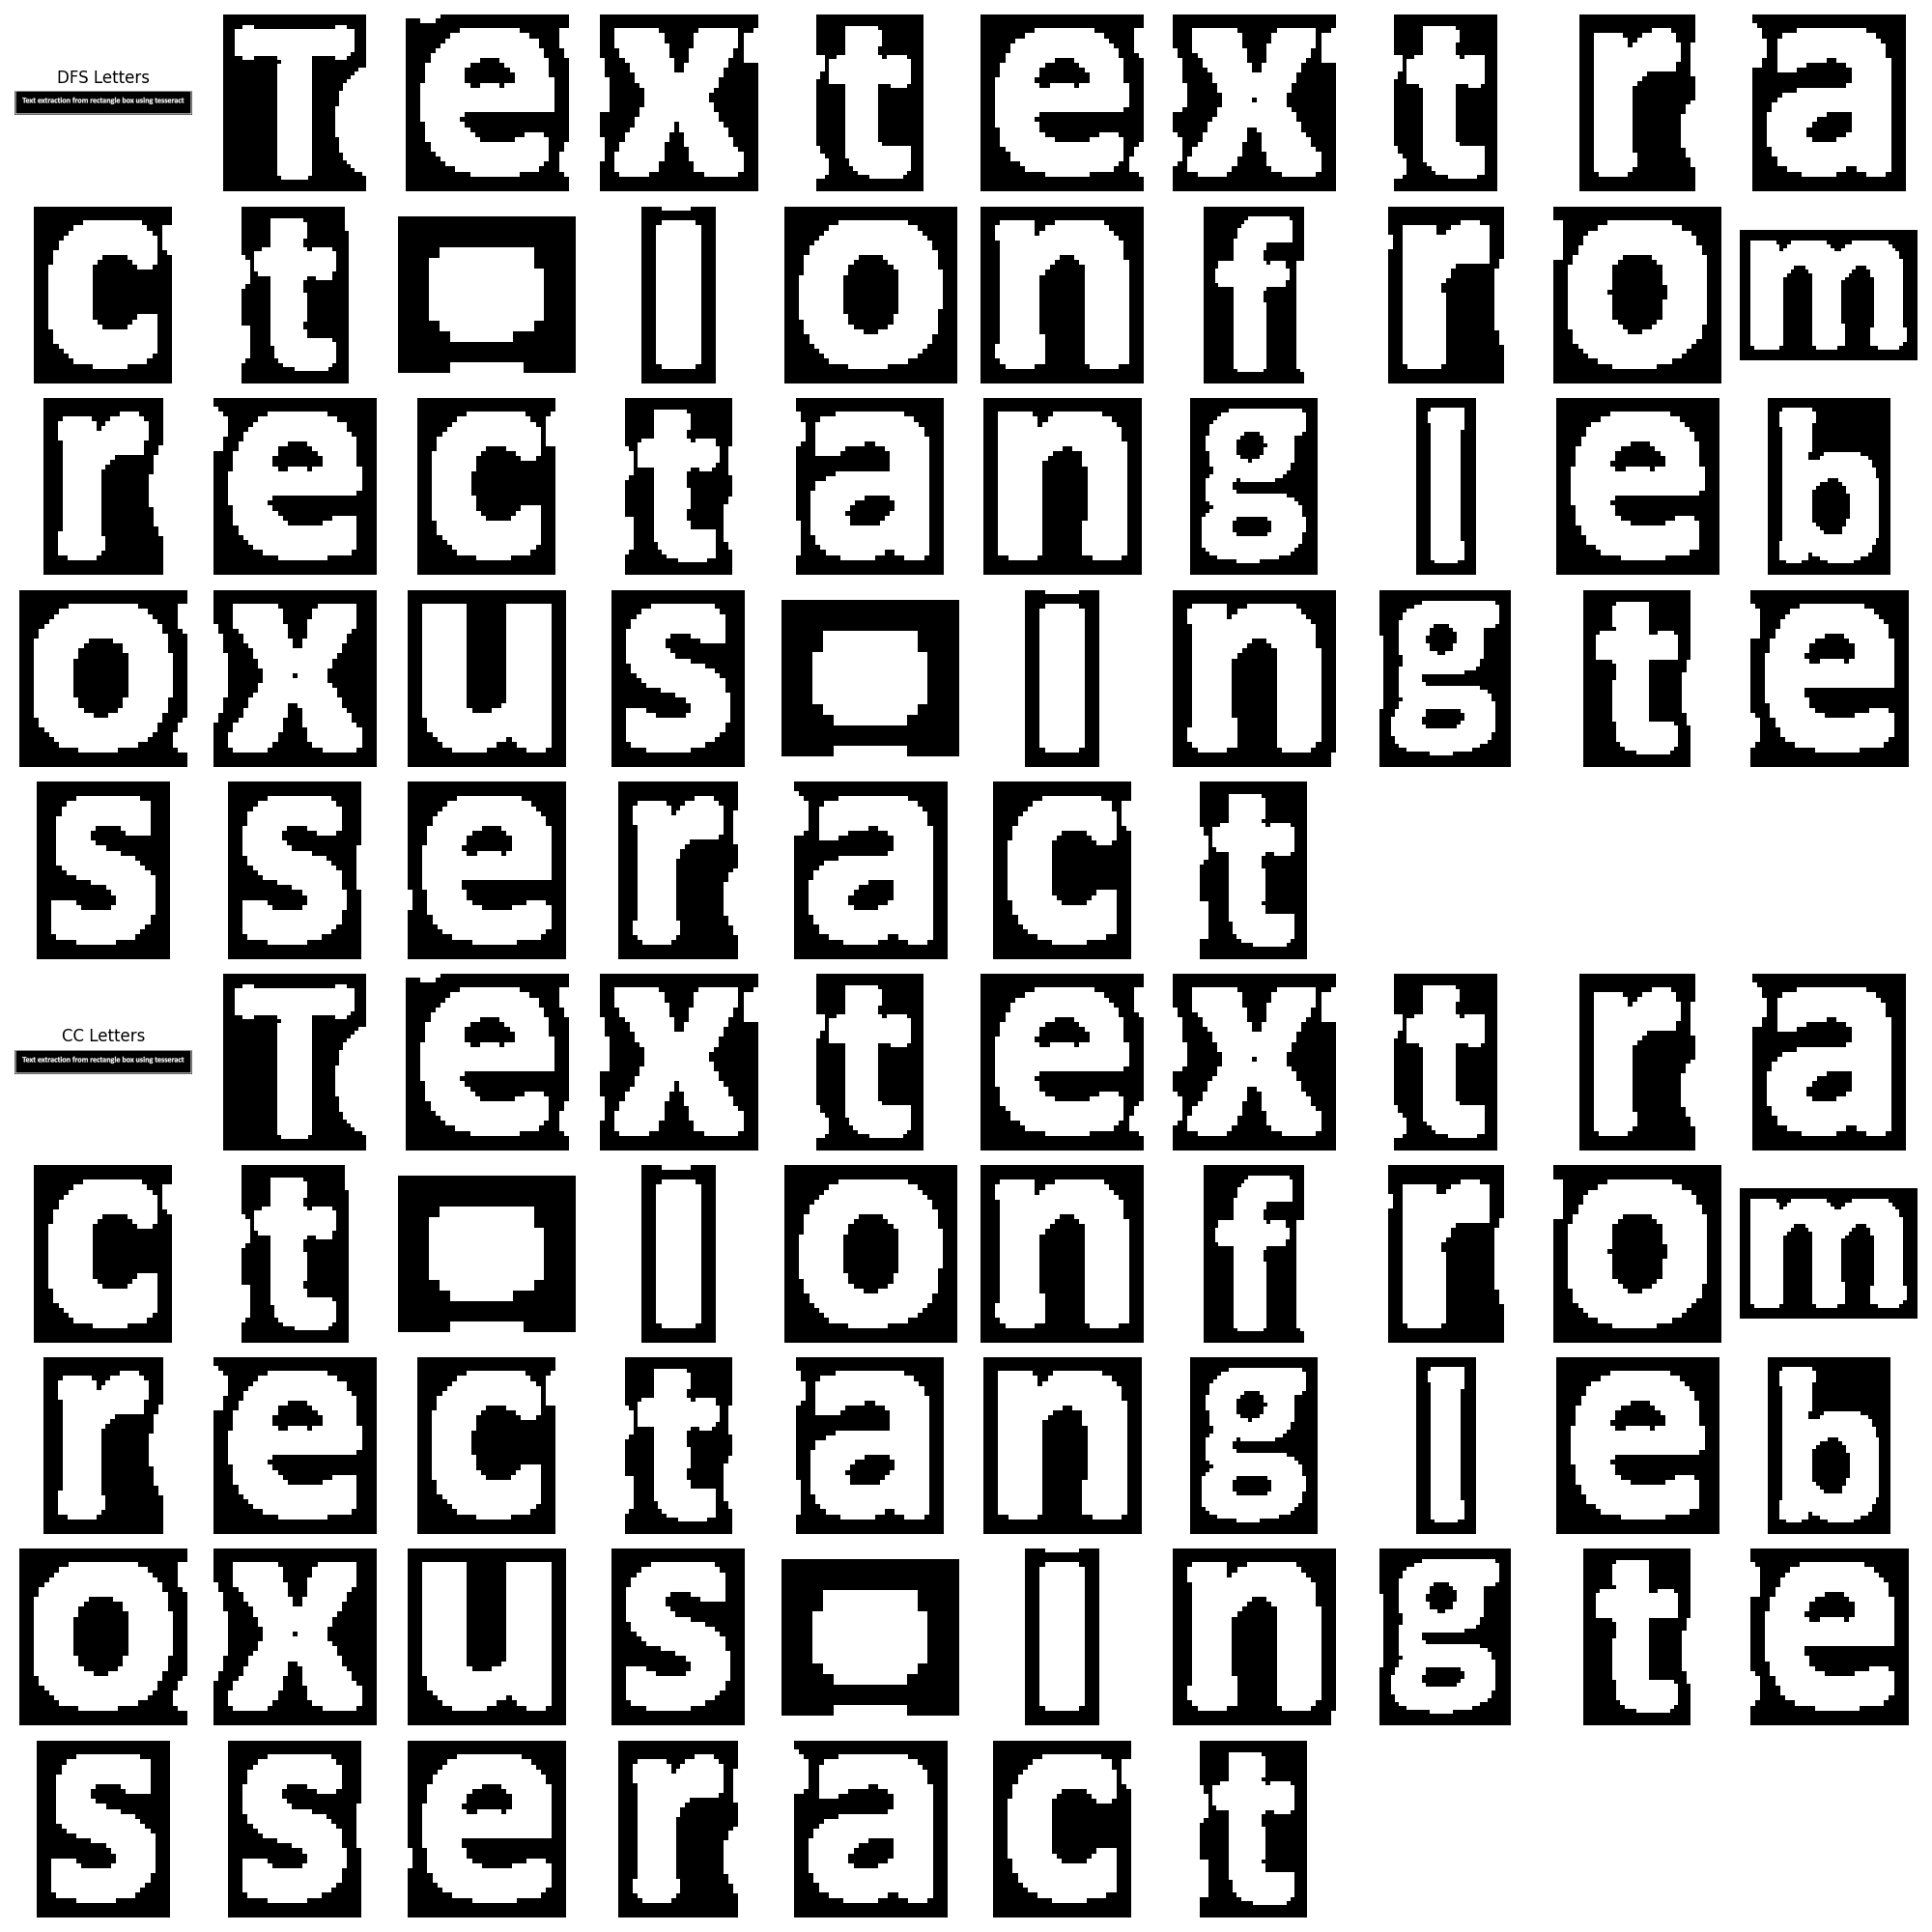 DFS Letters
Text extraction from rectangle box using tesseract
T e x t e x t r a
c t ı o n f r o m
r e c t a n g l e b
o x u s ı n g t e
s s e r a c t
CC Letters
Text extraction from rectangle box using tesseract
T e x t e x t r a
c t ı o n f r o m
r e c t a n g l e b
o x u s ı n g t e
s s e r a c t